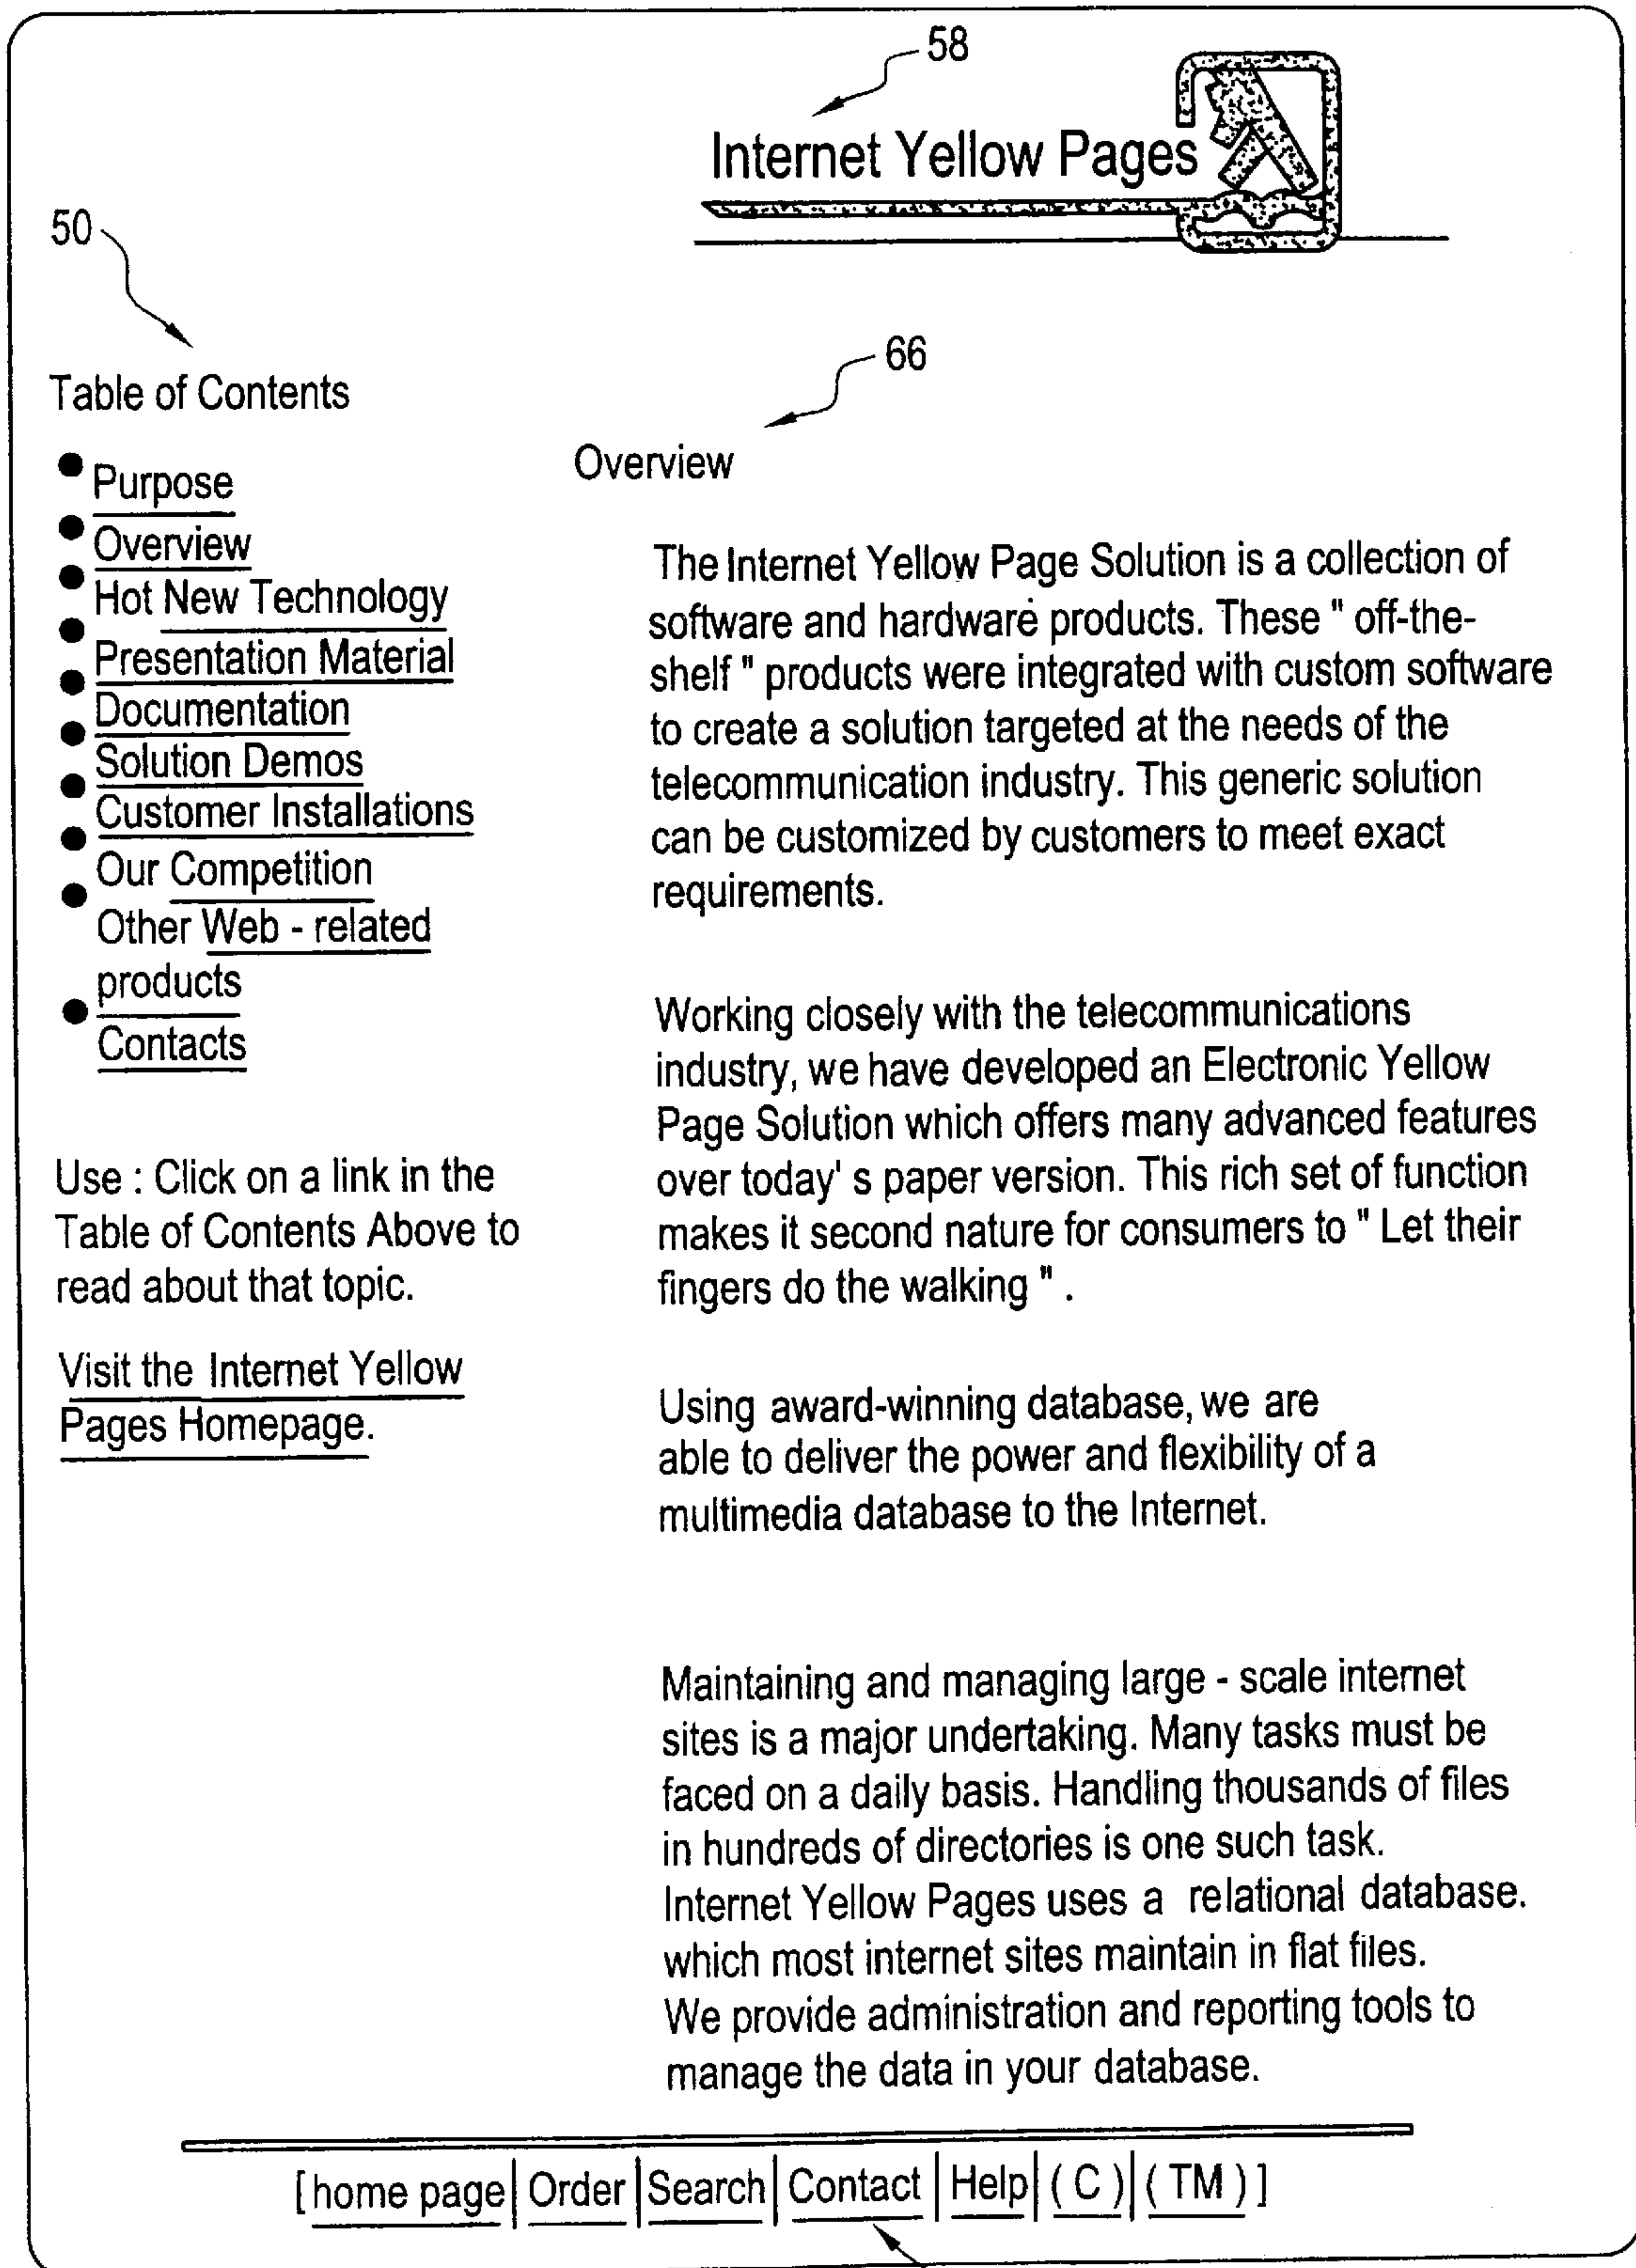 58
Internet Yellow Pages
50
Table of Contents
• Purpose
• Overview
• Hot New Technology
• Presentation Material
• Documentation
• Solution Demos
• Customer Installations
• Our Competition
• Other Web - related
products
• Contacts
Use : Click on a link in the
Table of Contents Above to
read about that topic.
Visit the Internet Yellow
Pages Homepage.
66
Overview
The Internet Yellow Page Solution is a collection of
software and hardware products. These " off-the-
shelf " products were integrated with custom software
to create a solution targeted at the needs of the
telecommunication industry. This generic solution
can be customized by customers to meet exact
requirements.
Working closely with the telecommunications
industry, we have developed an Electronic Yellow
Page Solution which offers many advanced features
over today' s paper version. This rich set of function
makes it second nature for consumers to " Let their
fingers do the walking " .
Using award-winning database, we are
able to deliver the power and flexibility of a
multimedia database to the Internet.
Maintaining and managing large - scale internet
sites is a major undertaking. Many tasks must be
faced on a daily basis. Handling thousands of files
in hundreds of directories is one such task.
Internet Yellow Pages uses a relational database.
which most internet sites maintain in flat files.
We provide administration and reporting tools to
manage the data in your database.
[ home page | Order | Search | Contact | Help | ( C ) | ( TM ) ]